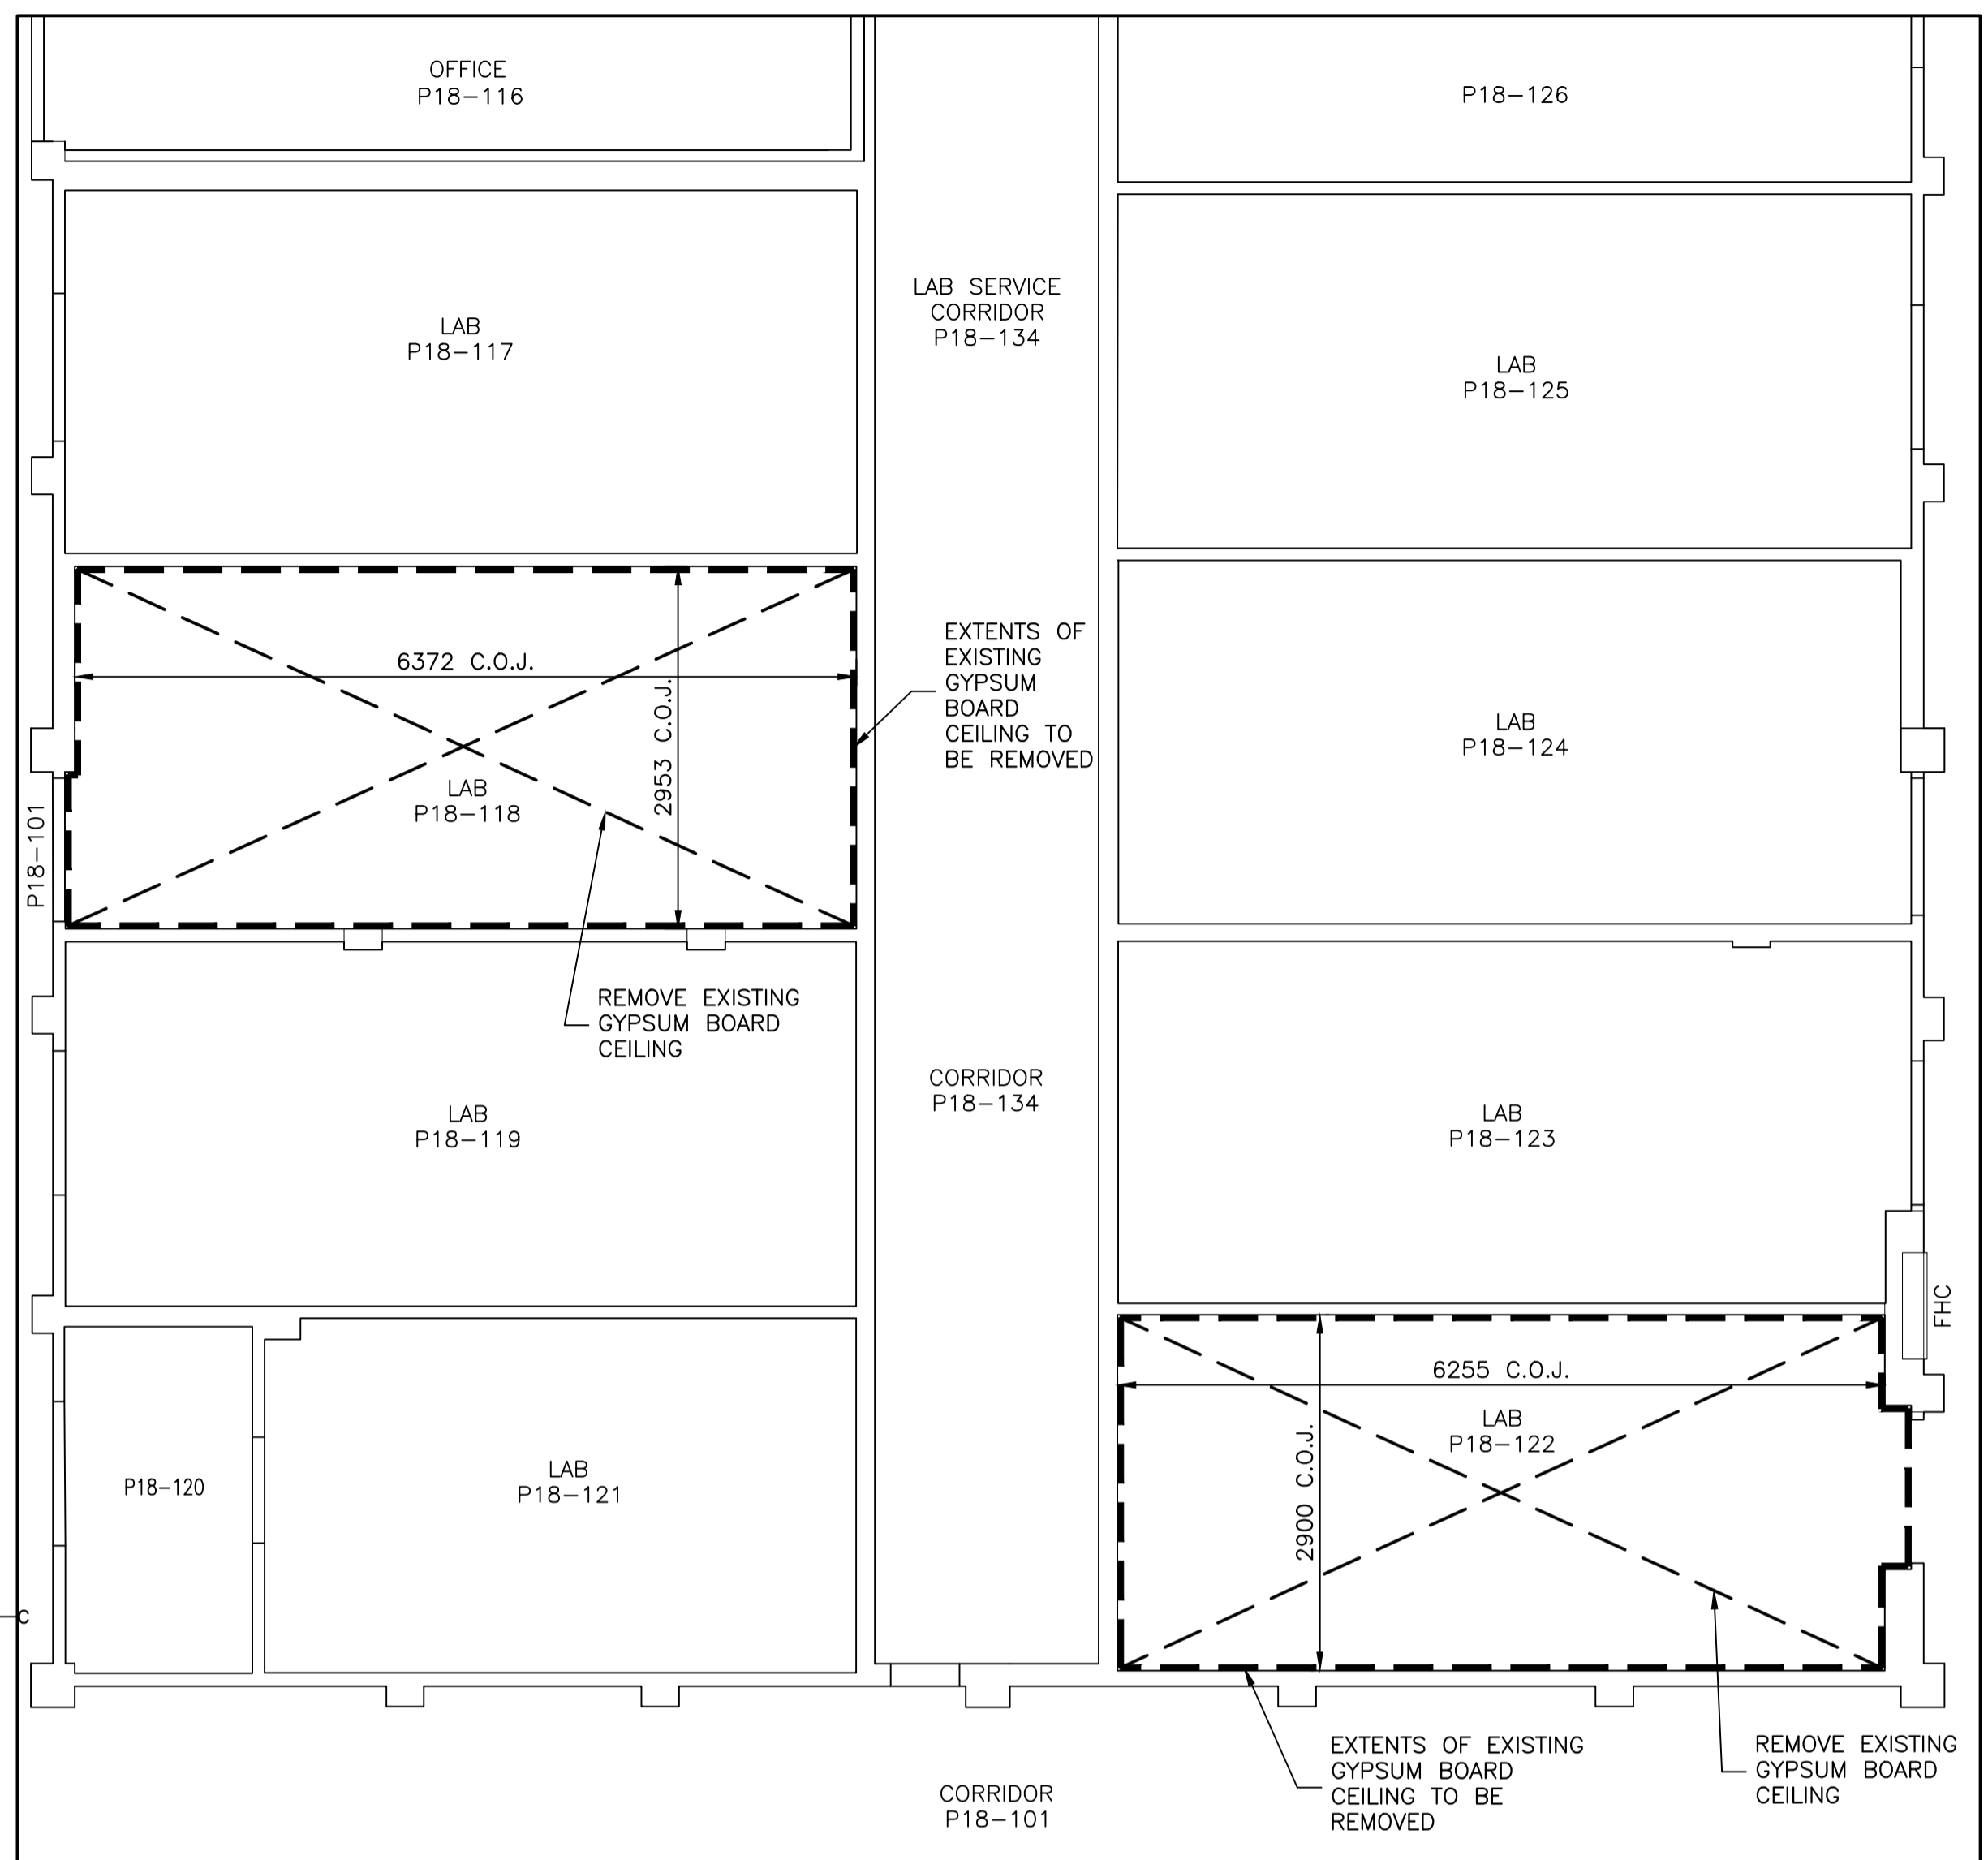 OFFICE
P18-116
P18-126
LAB SERVICE
CORRIDOR
P18-134
LAB
P18-117
LAB
P18-125
EXTENTS OF
EXISTING
GYPSUM
BOARD
CEILING TO
BE REMOVED
6372 C.O.J.
2953 C.O.J.
LAB
P18-118
LAB
P18-124
P18-101
REMOVE EXISTING
GYPSUM BOARD
CEILING
CORRIDOR
P18-134
LAB
P18-119
LAB
P18-123
FHC
6255 C.O.J.
2900 C.O.J.
LAB
P18-122
P18-120
LAB
P18-121
C
EXTENTS OF EXISTING
GYPSUM BOARD
CEILING TO BE
REMOVED
REMOVE EXISTING
GYPSUM BOARD
CEILING
CORRIDOR
P18-101